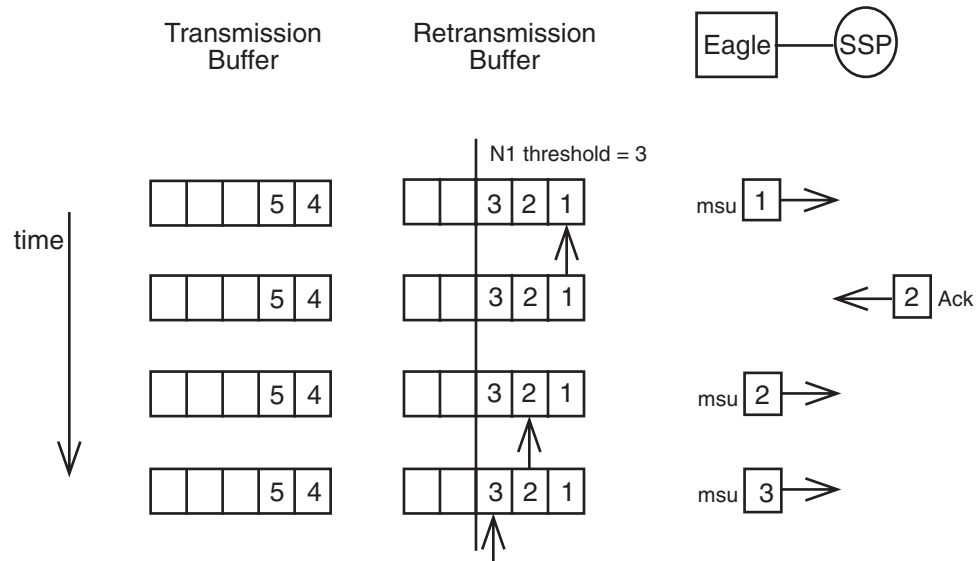 Transmission
Buffer
Retransmission
Buffer
Eagle
SSP
N1 threshold = 3
5 4
3 2 1
msu 1
time
5 4
3 2 1
2 Ack
5 4
3 2 1
msu 2
5 4
3 2 1
msu 3